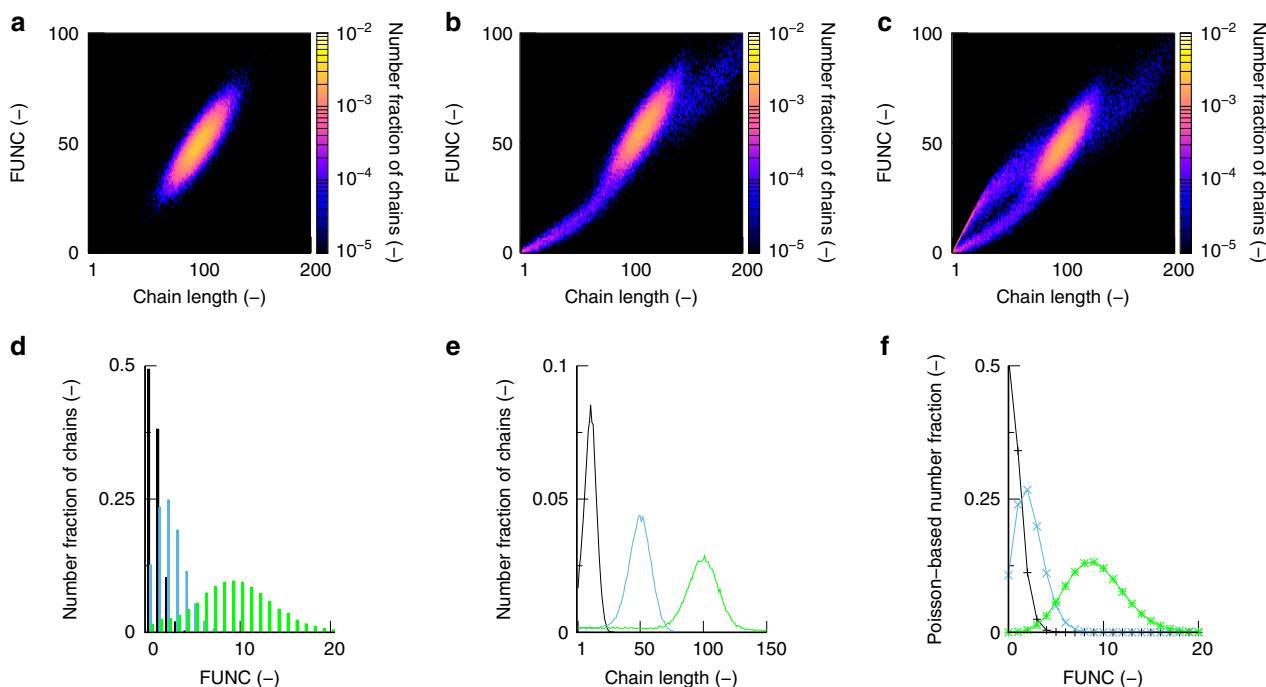 a
100
50
0
FUNC (–)
1
100
200
Chain length (–)
10⁻²
10⁻³
10⁻⁴
10⁻⁵
Number fraction of chains (–)
b
100
50
0
FUNC (–)
1
100
200
Chain length (–)
10⁻²
10⁻³
10⁻⁴
10⁻⁵
Number fraction of chains (–)
c
100
50
0
FUNC (–)
1
100
200
Chain length (–)
10⁻²
10⁻³
10⁻⁴
10⁻⁵
Number fraction of chains (–)
d
0.5
0.25
0
Number fraction of chains (–)
0
10
20
FUNC (–)
e
0.1
0.05
0
Number fraction of chains (–)
1
50
100
150
Chain length (–)
f
0.5
0.25
0
Poisson–based number fraction (–)
0
10
20
FUNC (–)